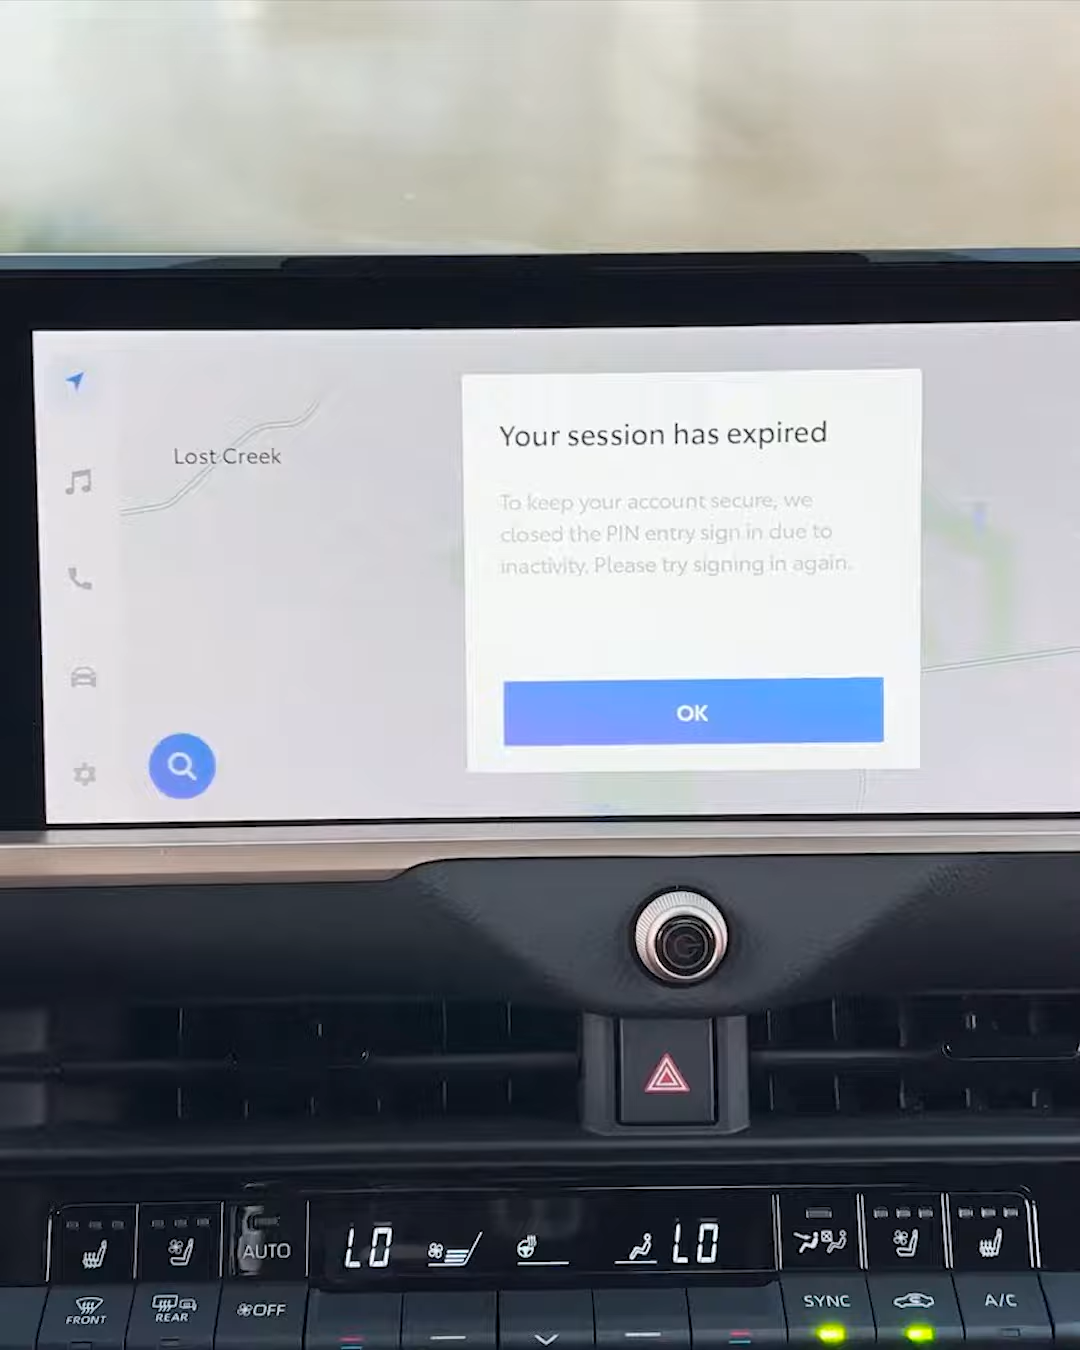 Lost Creek
Your session has expired
To keep your account secure, we
closed the PIN entry sign in due to
inactivity. Please try signing in again.
OK
AUTO
LO
LO
FRONT
REAR
OFF
SYNC
A/C